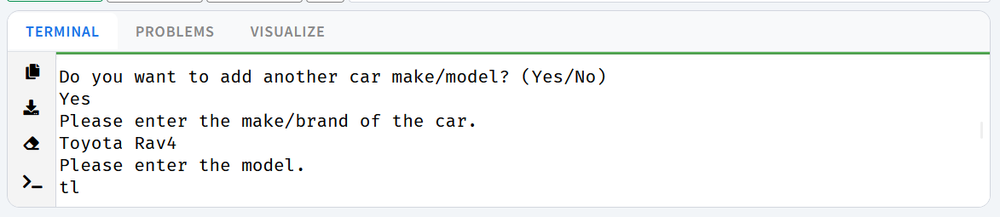 TERMINAL PROBLEMS VISUALIZE
Do you want to add another car make/model? (Yes/No)
Yes
Please enter the make/brand of the car.
Toyota Rav4
Please enter the model.
tl